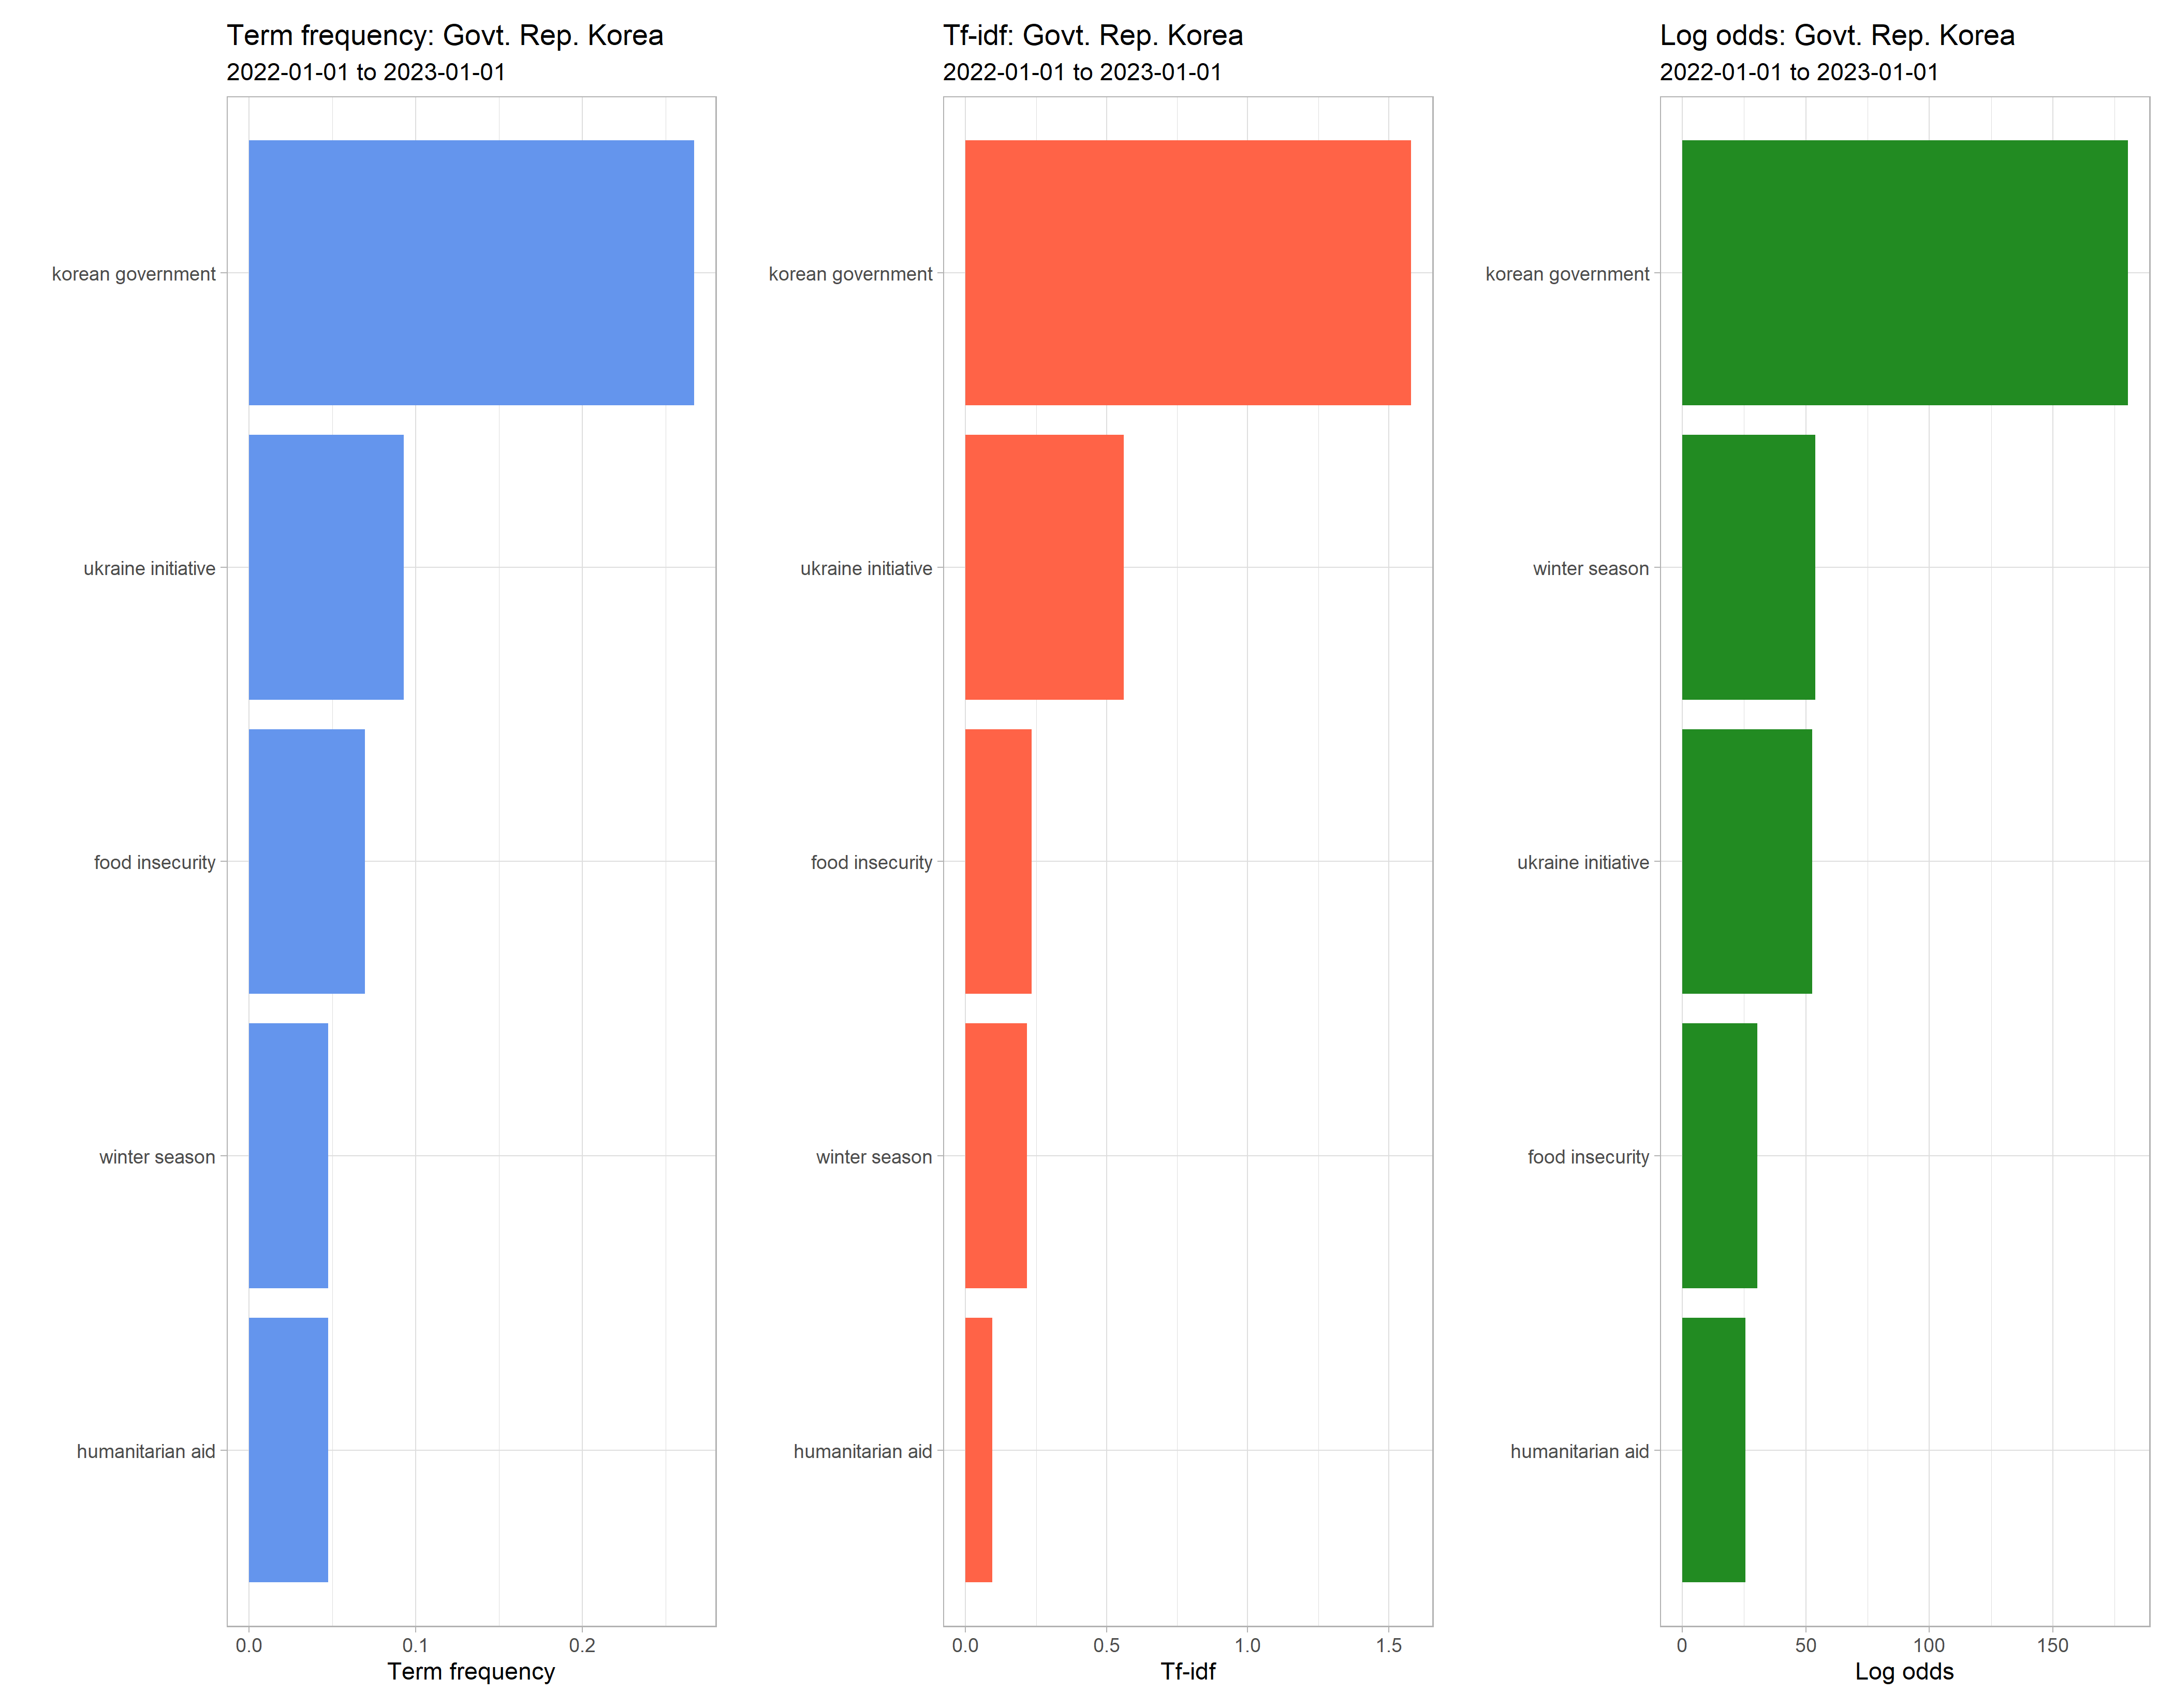 Term frequency: Govt. Rep. Korea
2022-01-01 to 2023-01-01
korean government
ukraine initiative
food insecurity
winter season
humanitarian aid
0.0 0.1 0.2
Term frequency
Tf-idf: Govt. Rep. Korea
2022-01-01 to 2023-01-01
korean government
ukraine initiative
food insecurity
winter season
humanitarian aid
0.0 0.5 1.0 1.5
Tf-idf
Log odds: Govt. Rep. Korea
2022-01-01 to 2023-01-01
korean government
winter season
ukraine initiative
food insecurity
humanitarian aid
0 50 100 150
Log odds